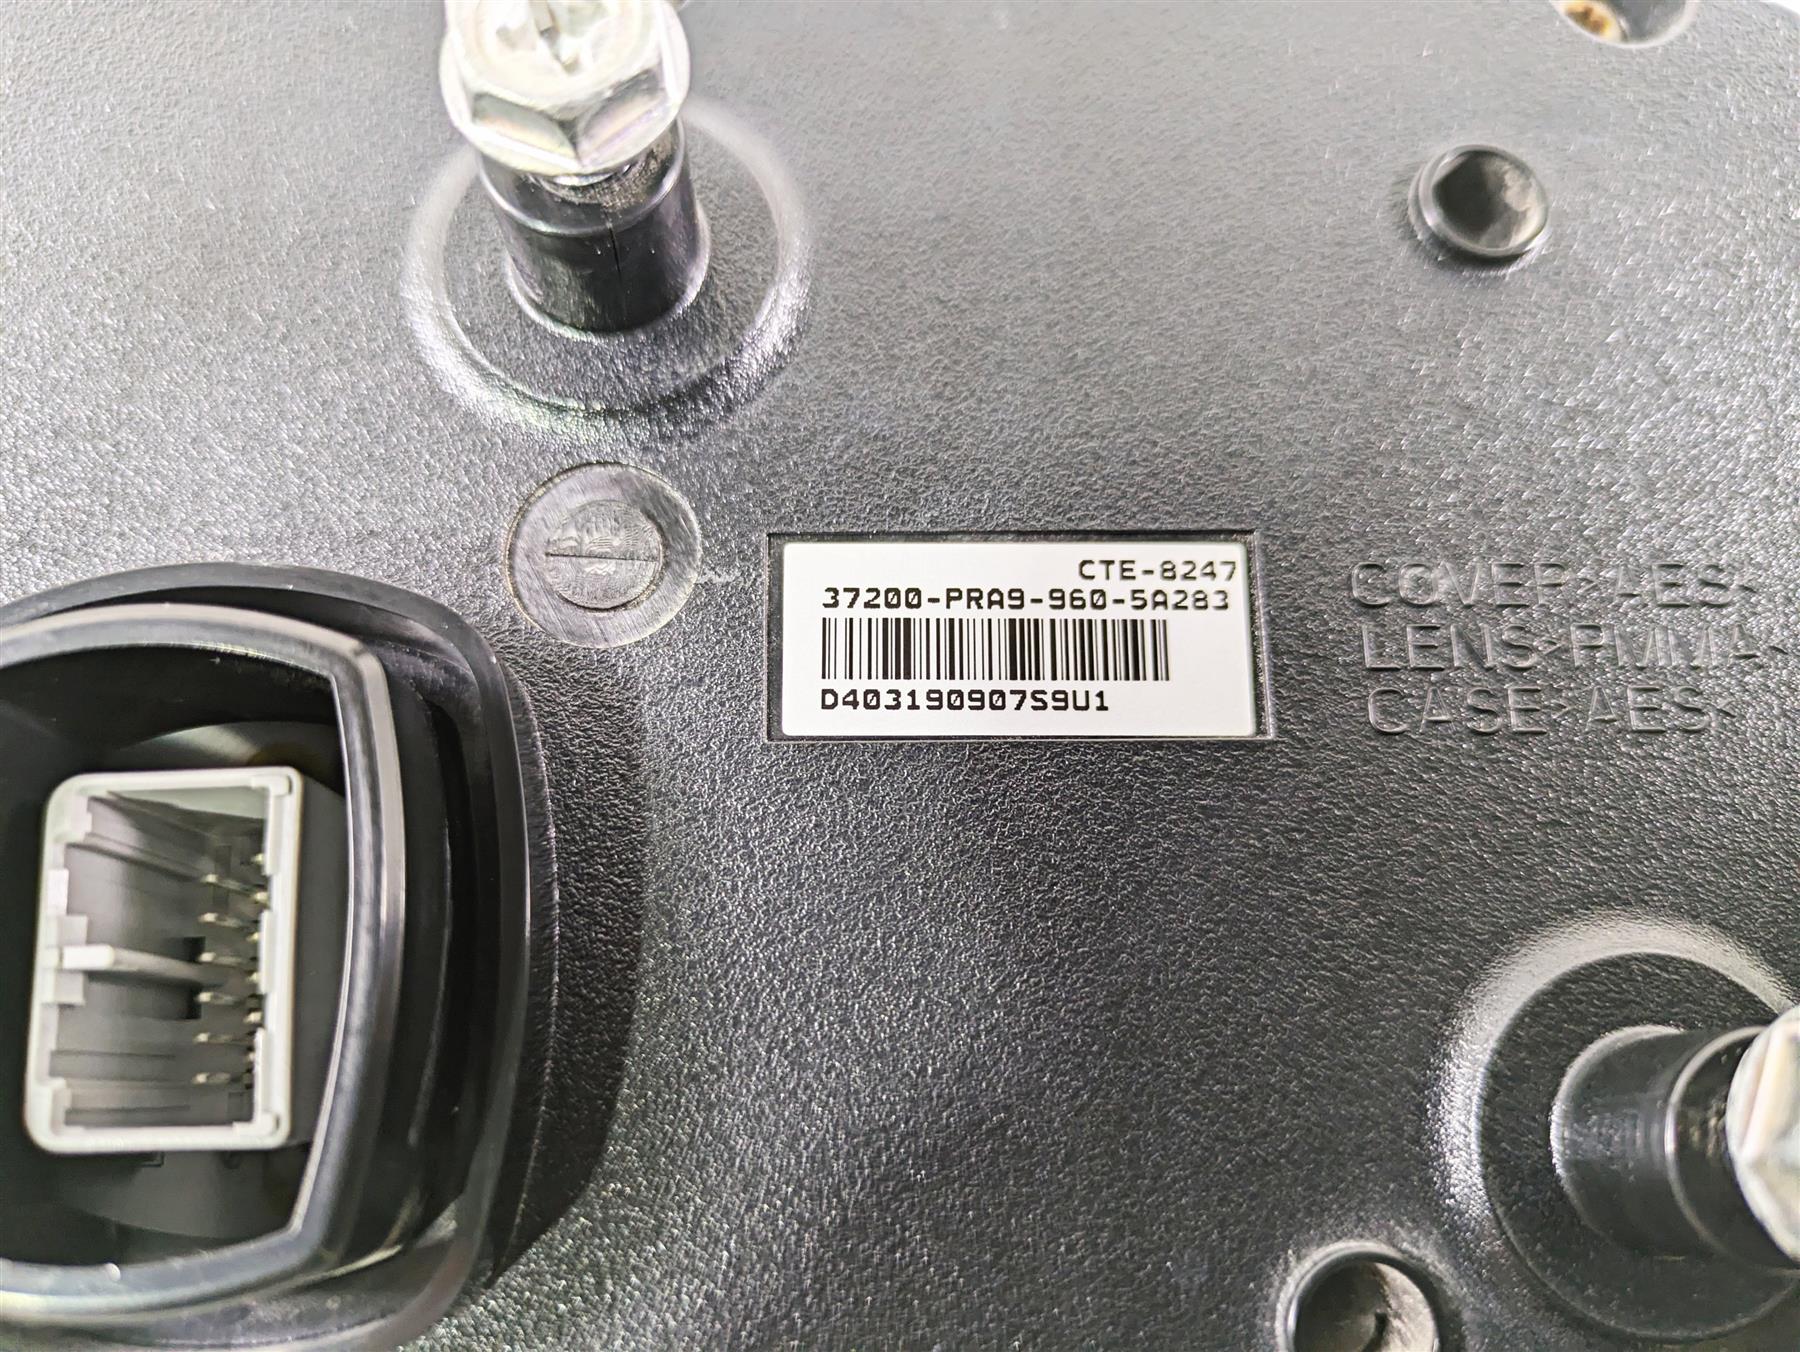 CTE-8247
37200-PRA9-960-5A283
D403190907S9U1
COVER>AES<
LENS>PMMA<
CASE>AES<